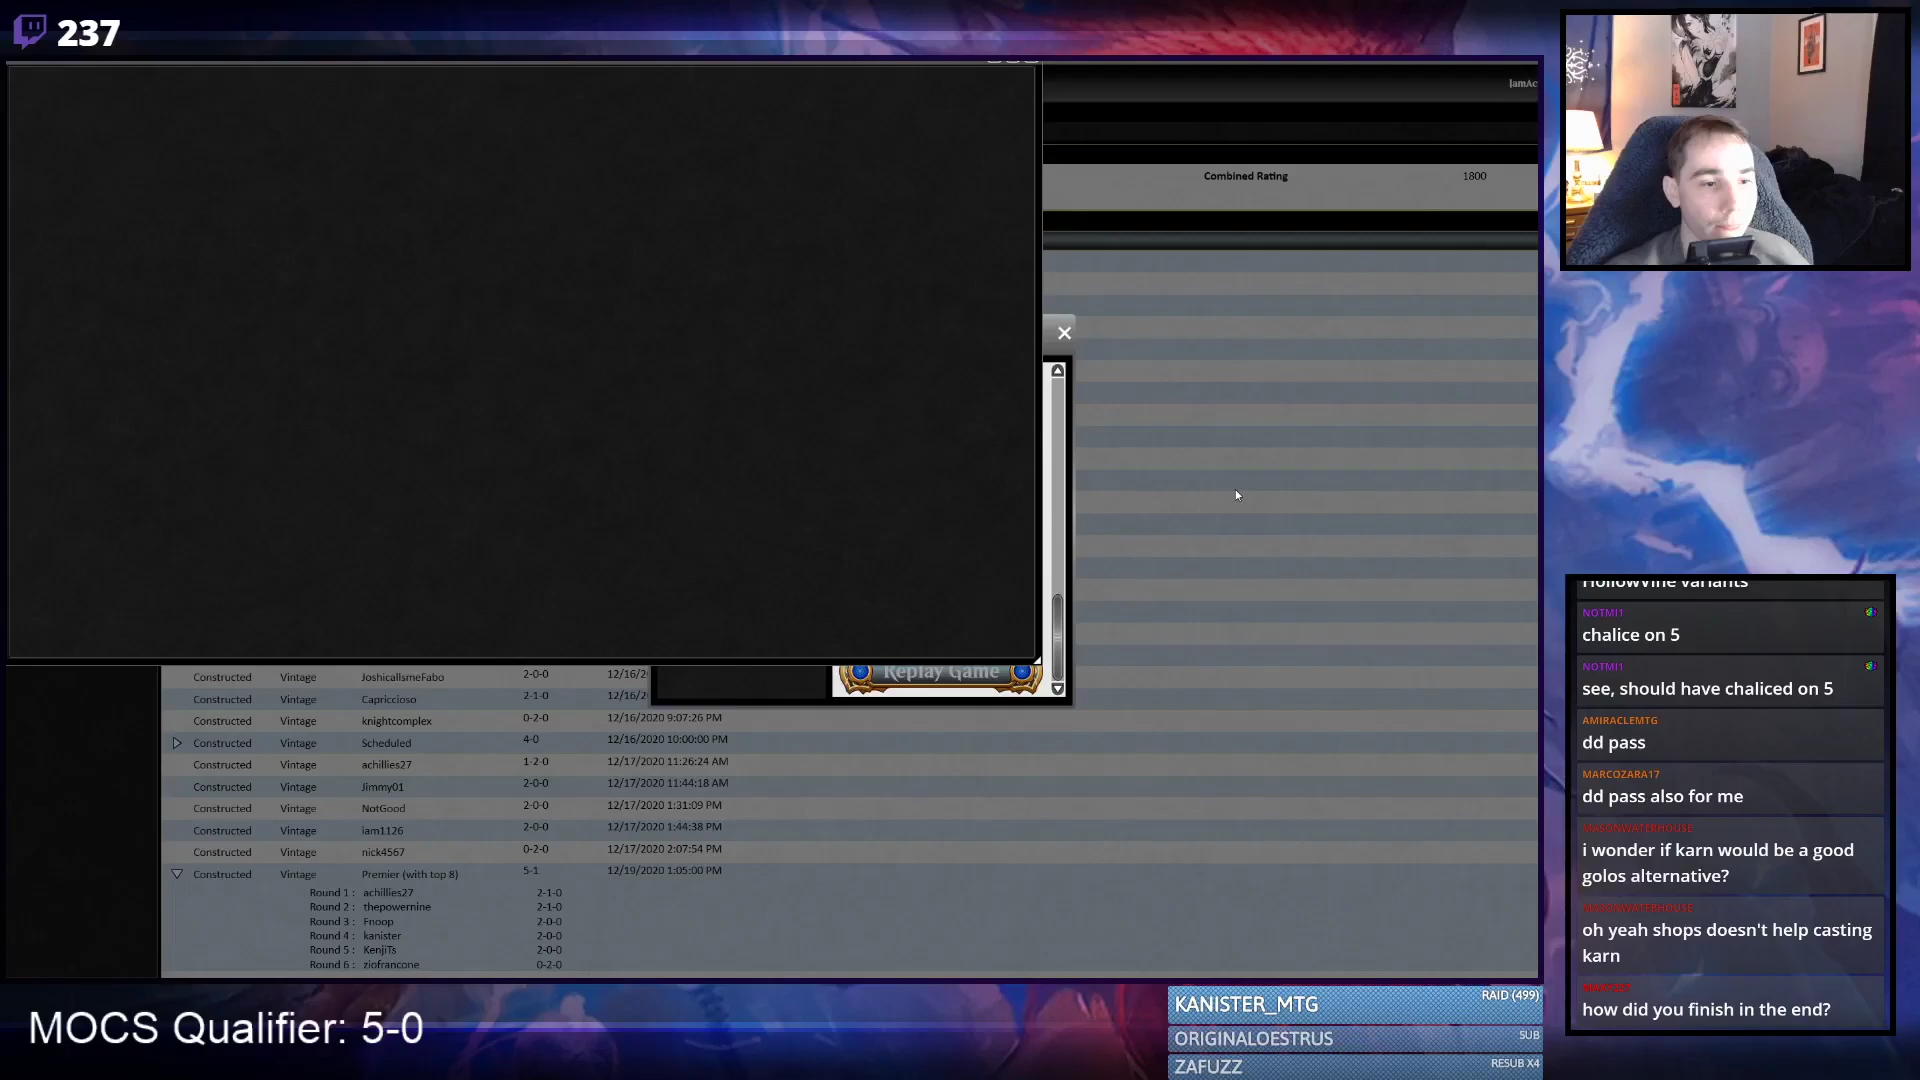 237
JamAc
Combined Rating 1800
Replay Game
Constructed Vintage JoshicallsmeFabo 2-0-0 12/16/2
Constructed Vintage Capriccioso 2-1-0 12/16/2
Constructed Vintage knightcomplex 0-2-0 12/16/2020 9:07:26 PM
Constructed Vintage Scheduled 4-0 12/16/2020 10:00:00 PM
Constructed Vintage achillies27 1-2-0 12/17/2020 11:26:24 AM
Constructed Vintage Jimmy01 2-0-0 12/17/2020 11:44:18 AM
Constructed Vintage NotGood 2-0-0 12/17/2020 1:31:09 PM
Constructed Vintage iam1126 2-0-0 12/17/2020 1:44:38 PM
Constructed Vintage nick4567 0-2-0 12/17/2020 2:07:54 PM
Constructed Vintage Premier (with top 8) 5-1 12/19/2020 1:05:00 PM
Round 1 : achillies27 2-1-0
Round 2 : thepowernine 2-1-0
Round 3 : Fnoop 2-0-0
Round 4 : kanister 2-0-0
Round 5 : KenjiTs 2-0-0
Round 6 : ziofrancone 0-2-0
HollowVine variants
NOTMI1
chalice on 5
NOTMI1
see, should have chaliced on 5
AMIRACLEMTG
dd pass
MARCOZARA17
dd pass also for me
MASONWATERHOUSE
i wonder if karn would be a good
golos alternative?
MASONWATERHOUSE
oh yeah shops doesn't help casting
karn
how did you finish in the end?
MOCS Qualifier: 5-0
KANISTER_MTG RAID (499)
ORIGINALOESTRUS SUB
ZAFUZZ RESUB X4